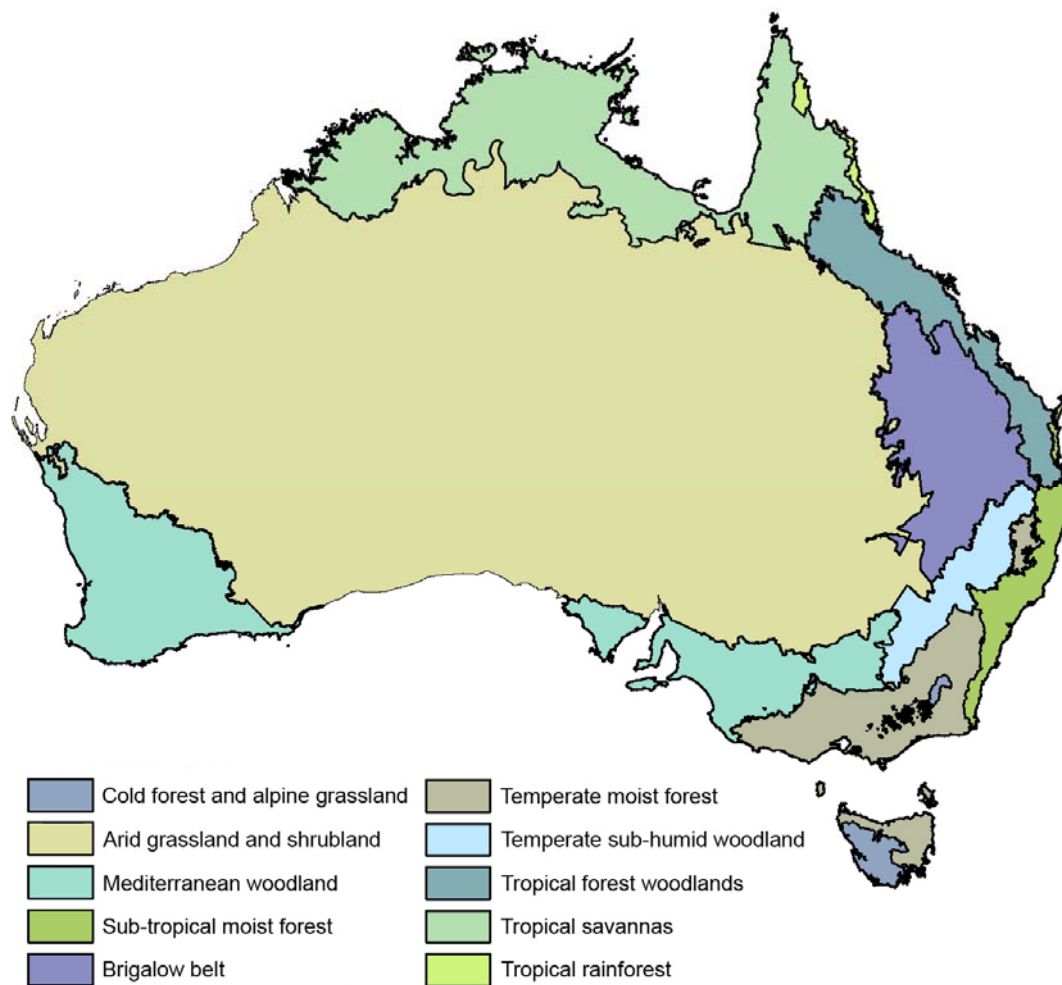 Cold forest and alpine grassland
Arid grassland and shrubland
Mediterranean woodland
Sub-tropical moist forest
Brigalow belt
Temperate moist forest
Temperate sub-humid woodland
Tropical forest woodlands
Tropical savannas
Tropical rainforest